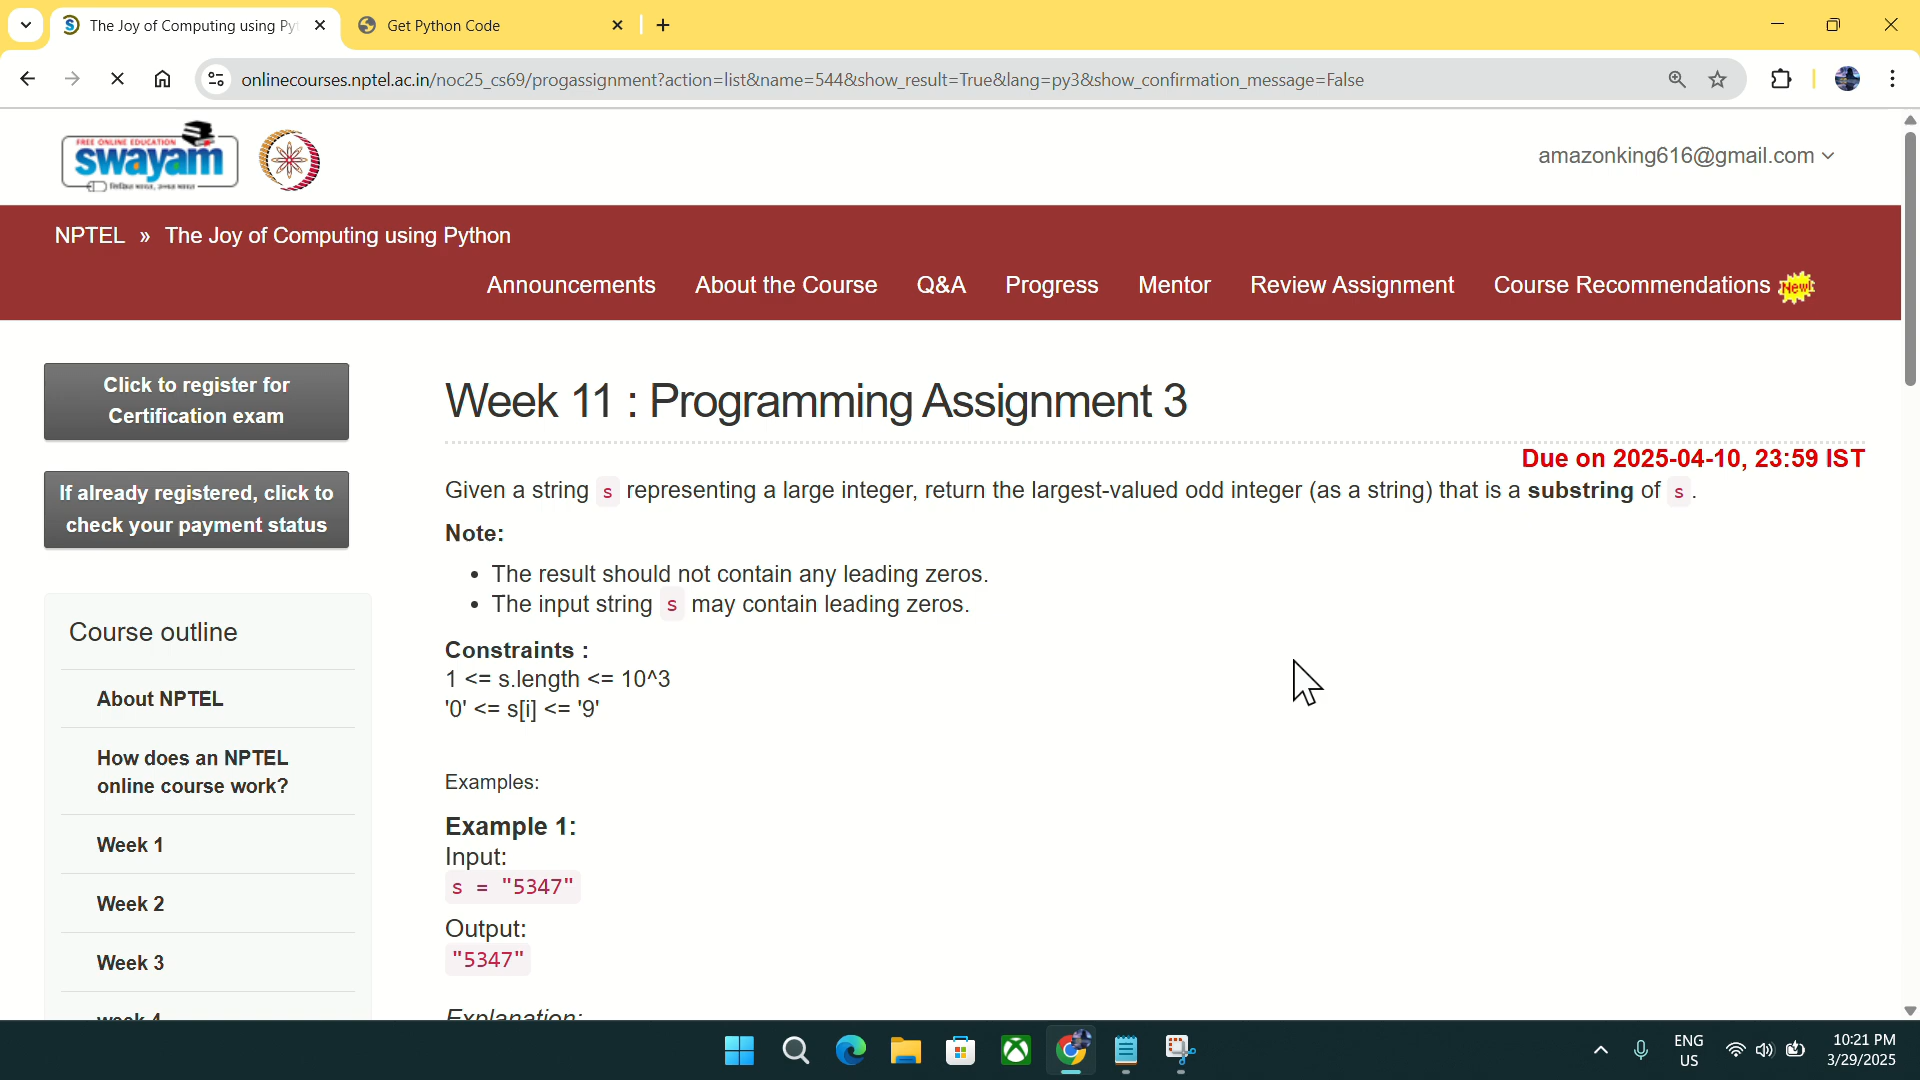 The Joy of Computing using Py
Get Python Code
onlinecourses.nptel.ac.in/noc25_cs69/progassignment?action=list&name=544&show_result=True&lang=py3&show_confirmation_message=False
FREE ONLINE EDUCATION
swayam
amazonking616@gmail.com
NPTEL » The Joy of Computing using Python
Announcements About the Course Q&A Progress Mentor Review Assignment Course Recommendations New!
Click to register for
Certification exam
If already registered, click to
check your payment status
Course outline
About NPTEL
How does an NPTEL
online course work?
Week 1
Week 2
Week 3
week 4
Week 11 : Programming Assignment 3
Due on 2025-04-10, 23:59 IST
Given a string s representing a large integer, return the largest-valued odd integer (as a string) that is a substring of s .
Note:
• The result should not contain any leading zeros.
• The input string s may contain leading zeros.
Constraints :
1 <= s.length <= 10^3
'0' <= s[i] <= '9'
Examples:
Example 1:
Input:
s = "5347"
Output:
"5347"
Explanation:
ENG
US
10:21 PM
3/29/2025